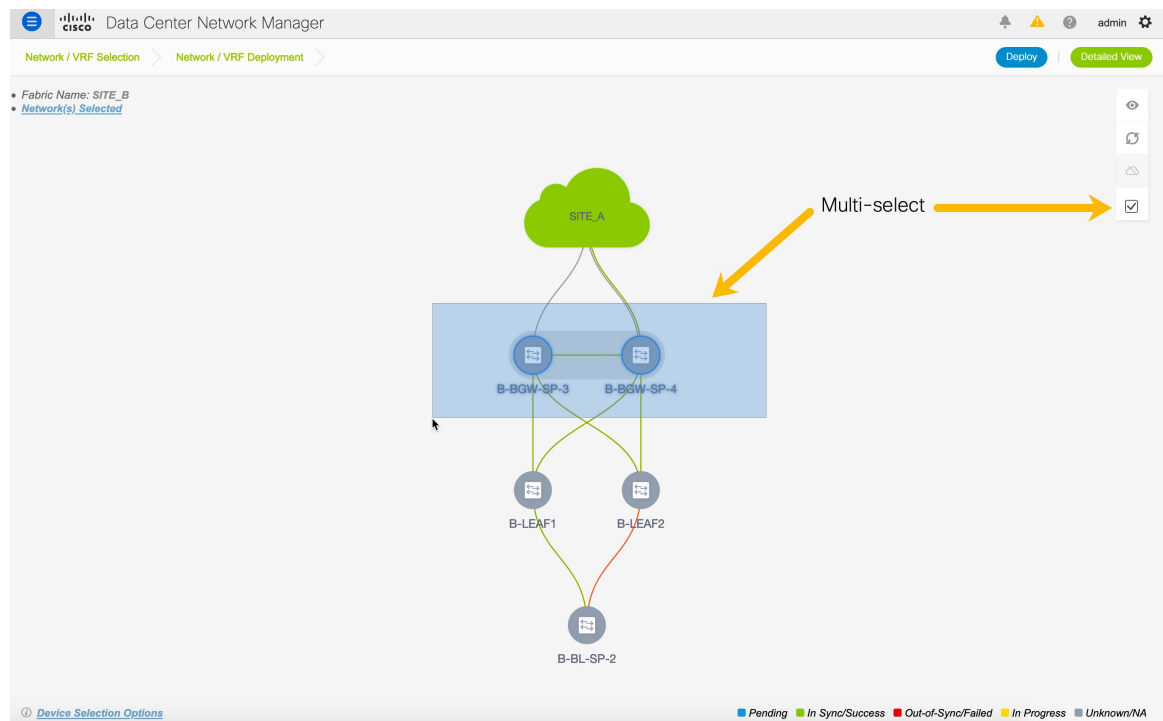 cisco Data Center Network Manager admin
Network / VRF Selection Network / VRF Deployment Deploy Detailed View
• Fabric Name: SITE_B
• Network(s) Selected
SITE_A
Multi-select
B-BGW-SP-3 B-BGW-SP-4
B-LEAF1 B-LEAF2
B-BL-SP-2
Device Selection Options Pending In Sync/Success Out-of-Sync/Failed In Progress Unknown/NA